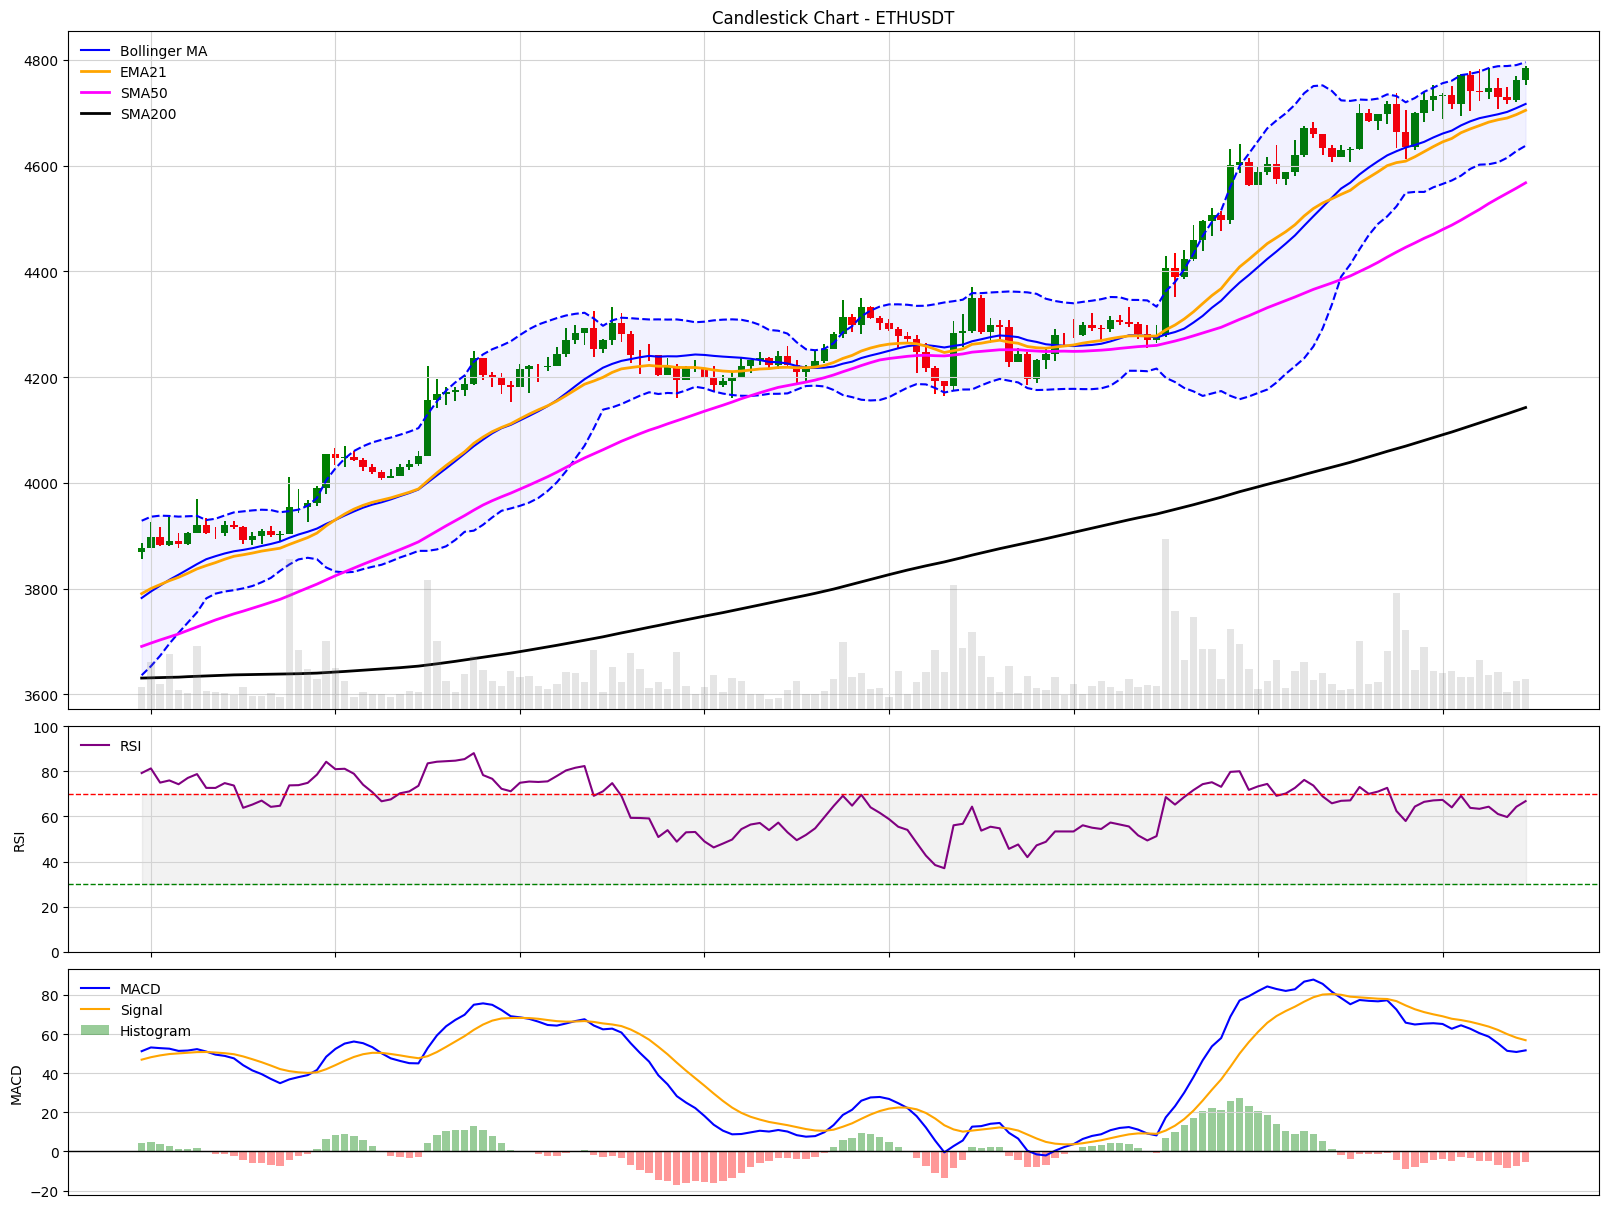 Candlestick Chart - ETHUSDT
Bollinger MA
EMA21
SMA50
SMA200
4800
4600
4400
4200
4000
3800
3600
RSI
RSI
100
80
60
40
20
0
MACD
Signal
Histogram
MACD
80
60
40
20
0
−20